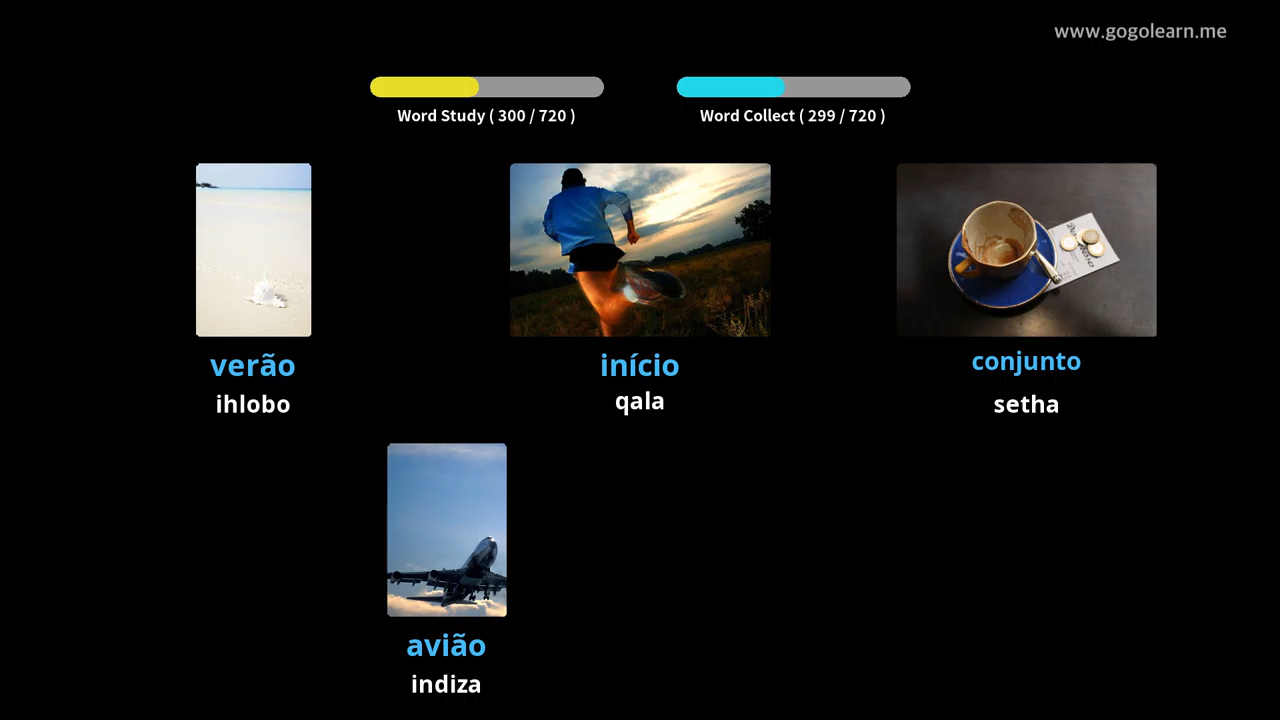 www.gogolearn.me
Word Study ( 300 / 720 )
Word Collect ( 299 / 720 )
verão
ihlobo
início
qala
conjunto
setha
avião
indiza